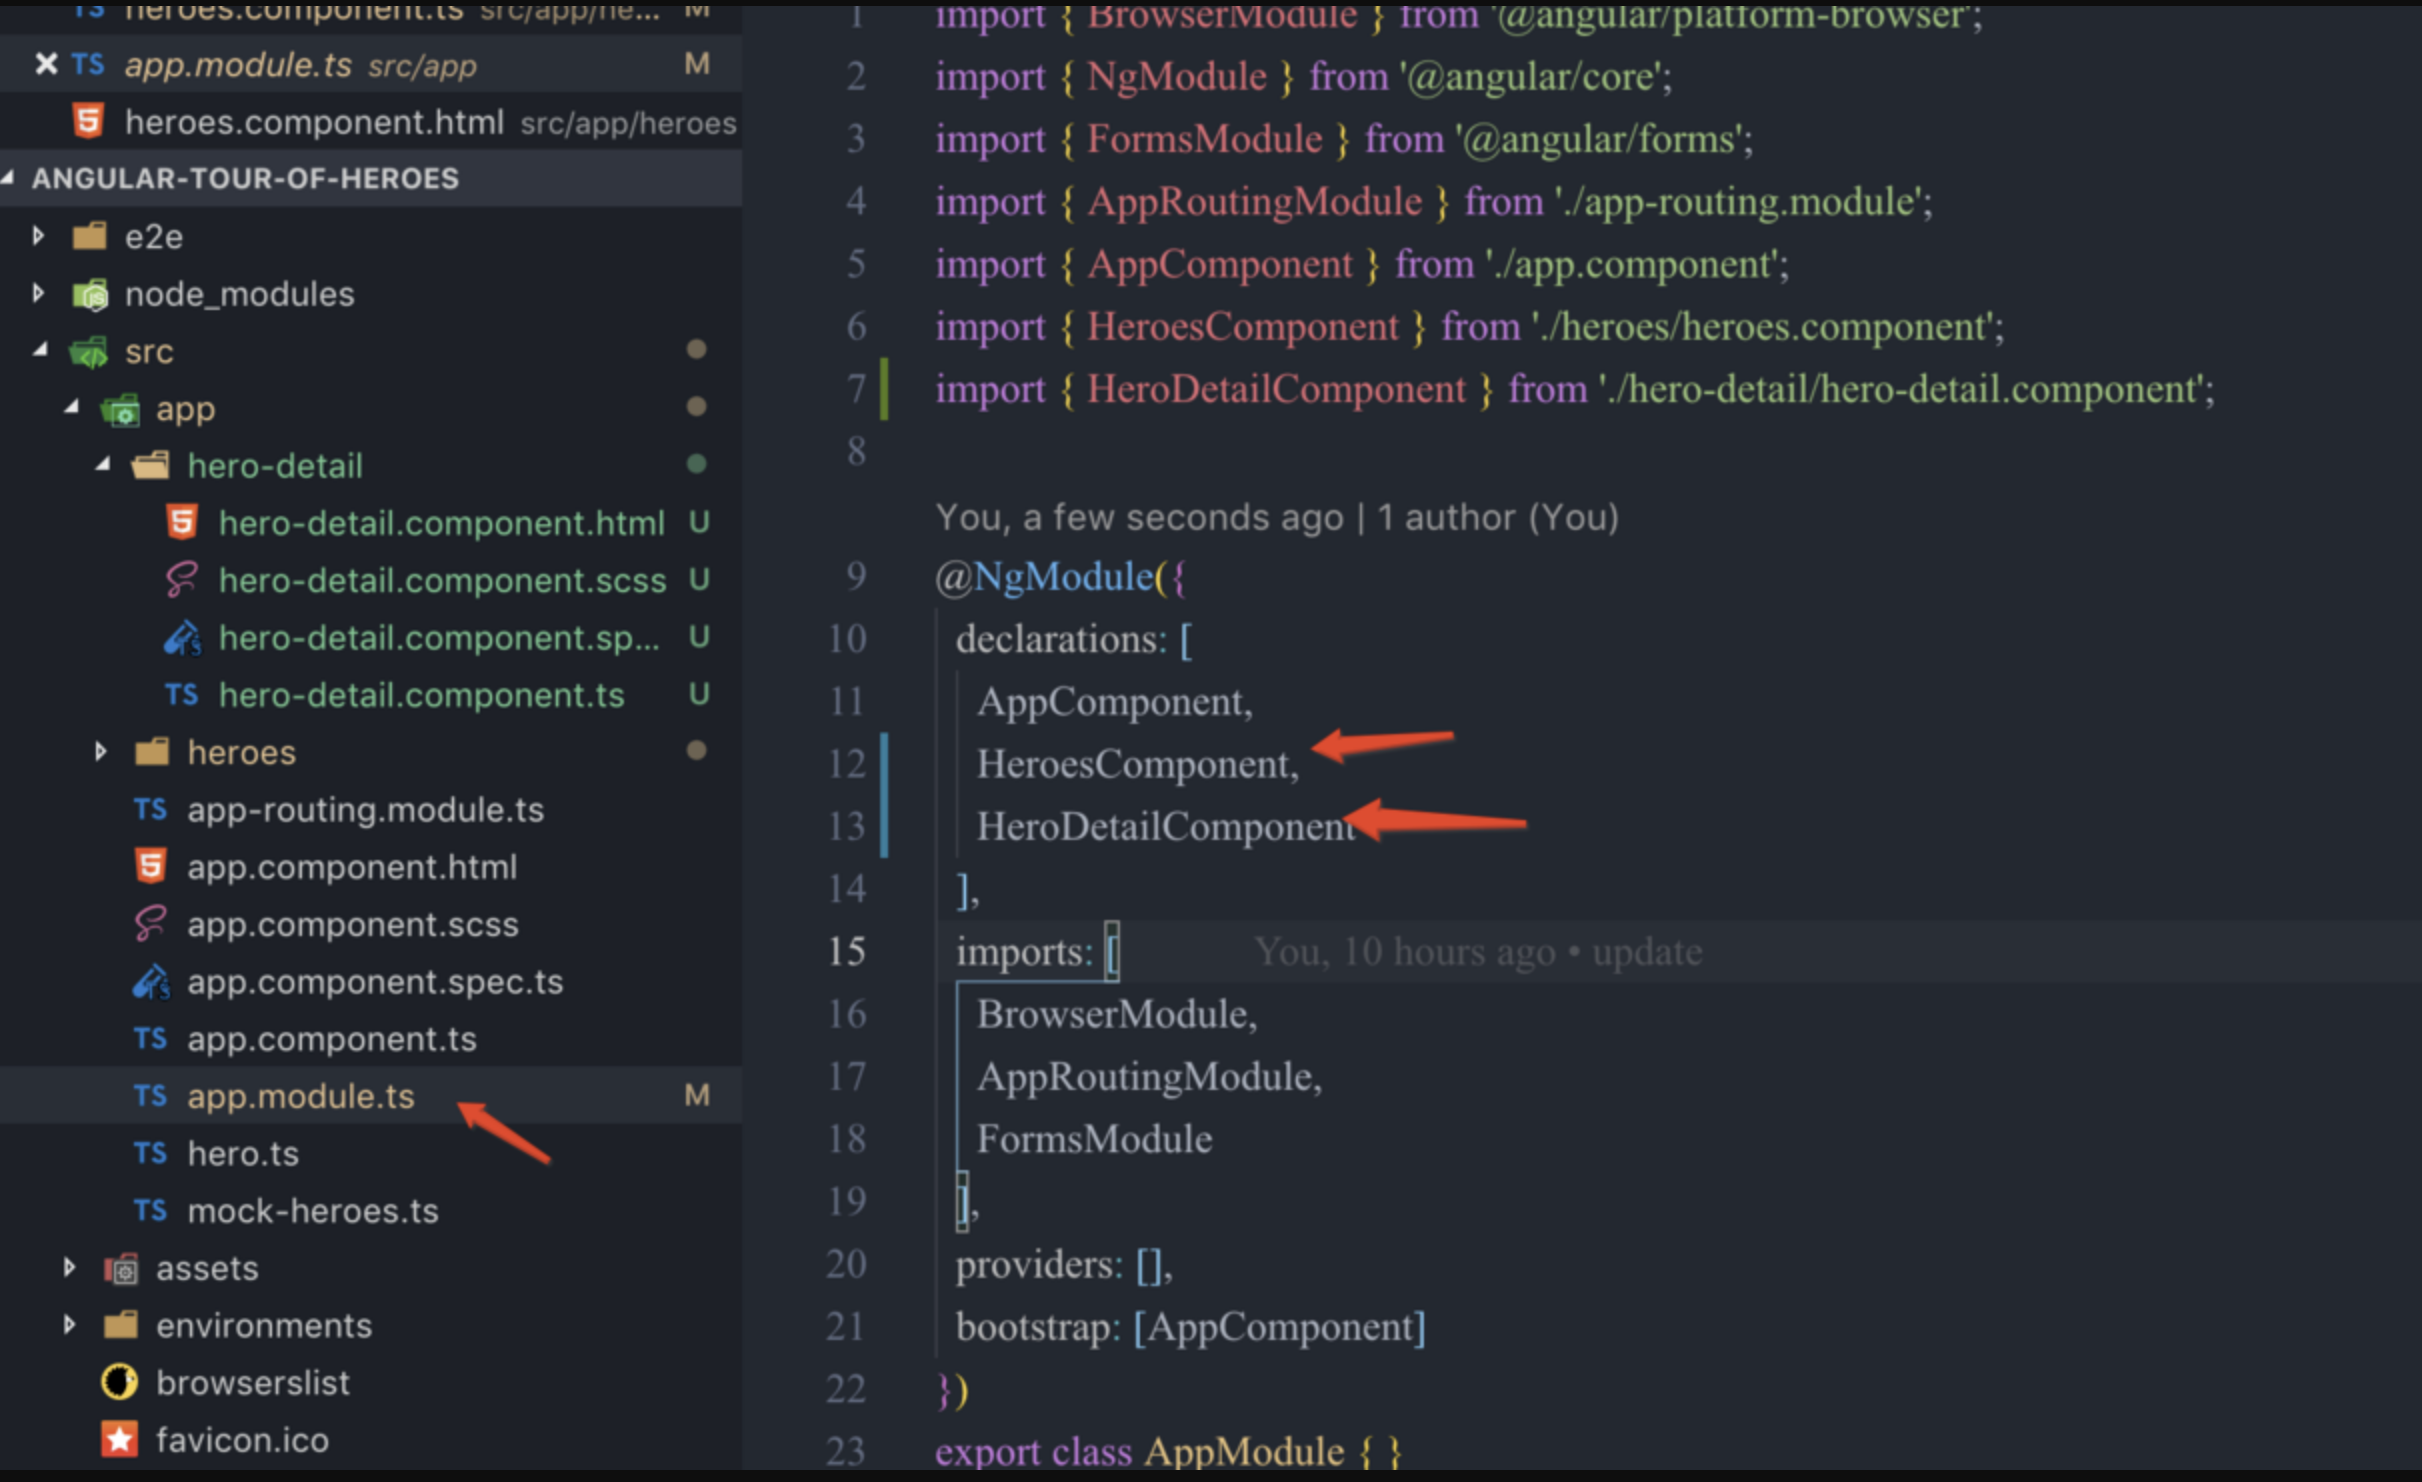 TS heroes.component.ts src/app/he... M
TS app.module.ts src/app M
heroes.component.html src/app/heroes
ANGULAR-TOUR-OF-HEROES
e2e
node_modules
src
app
hero-detail
hero-detail.component.html U
hero-detail.component.scss U
hero-detail.component.sp... U
TS hero-detail.component.ts U
heroes
TS app-routing.module.ts
app.component.html
app.component.scss
app.component.spec.ts
TS app.component.ts
TS app.module.ts M
TS hero.ts
TS mock-heroes.ts
assets
environments
browserslist
favicon.ico
1 import { BrowserModule } from '@angular/platform-browser';
2 import { NgModule } from '@angular/core';
3 import { FormsModule } from '@angular/forms';
4 import { AppRoutingModule } from './app-routing.module';
5 import { AppComponent } from './app.component';
6 import { HeroesComponent } from './heroes/heroes.component';
7 import { HeroDetailComponent } from './hero-detail/hero-detail.component';
8
You, a few seconds ago | 1 author (You)
9 @NgModule({
10 declarations: [
11 AppComponent,
12 HeroesComponent,
13 HeroDetailComponent
14 ],
15 imports: [ You, 10 hours ago • update
16 BrowserModule,
17 AppRoutingModule,
18 FormsModule
19 ],
20 providers: [],
21 bootstrap: [AppComponent]
22 })
23 export class AppModule { }